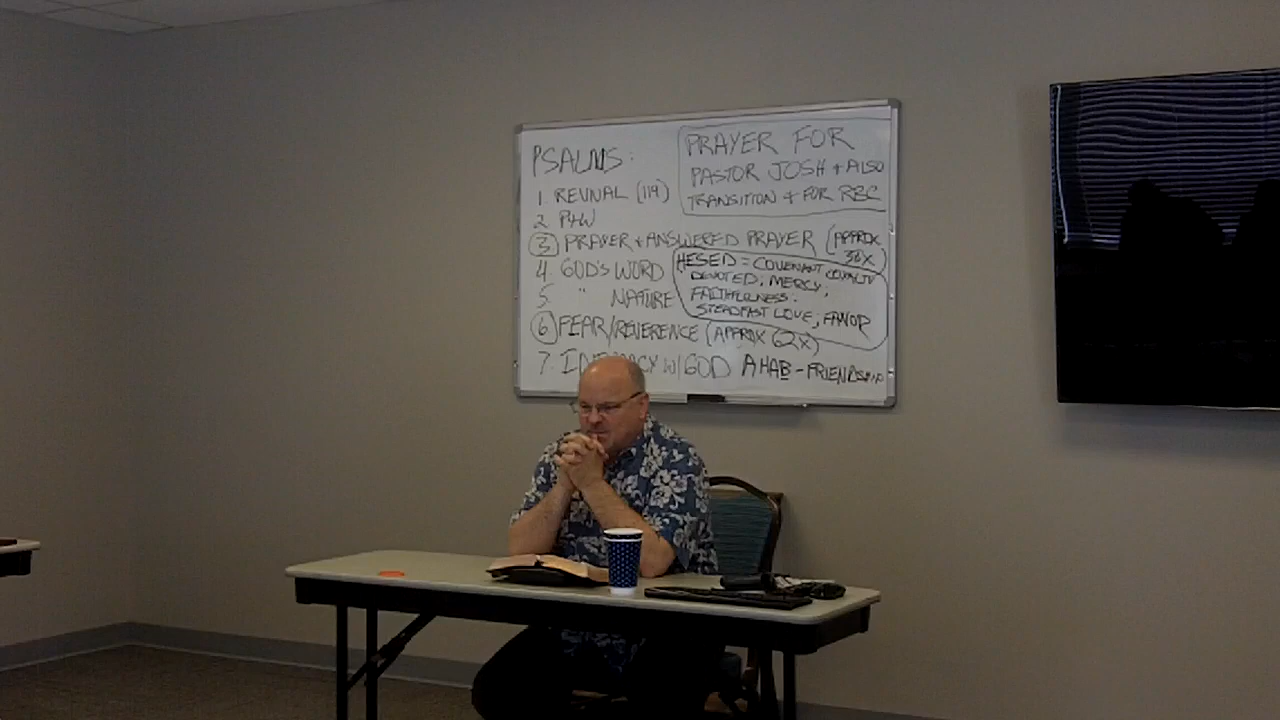 PSALMS:
1. REVIVAL (119)
2 P+W
3 PRAYER + ANSWERED PRAYER (APPROX 38X)
4. GOD'S WORD
5. " NATURE
6 FEAR/REVERENCE (APPROX 62X)
7. W/GOD AHAB - FRIENDSHIP
PRAYER FOR
PASTOR JOSH + ALSO
TRANSITION + FOR RBC
HESED = COVENANT LOYALTY
DEVOTED; MERCY;
FAITHFULNESS;
STEADFAST LOVE; FAVOR